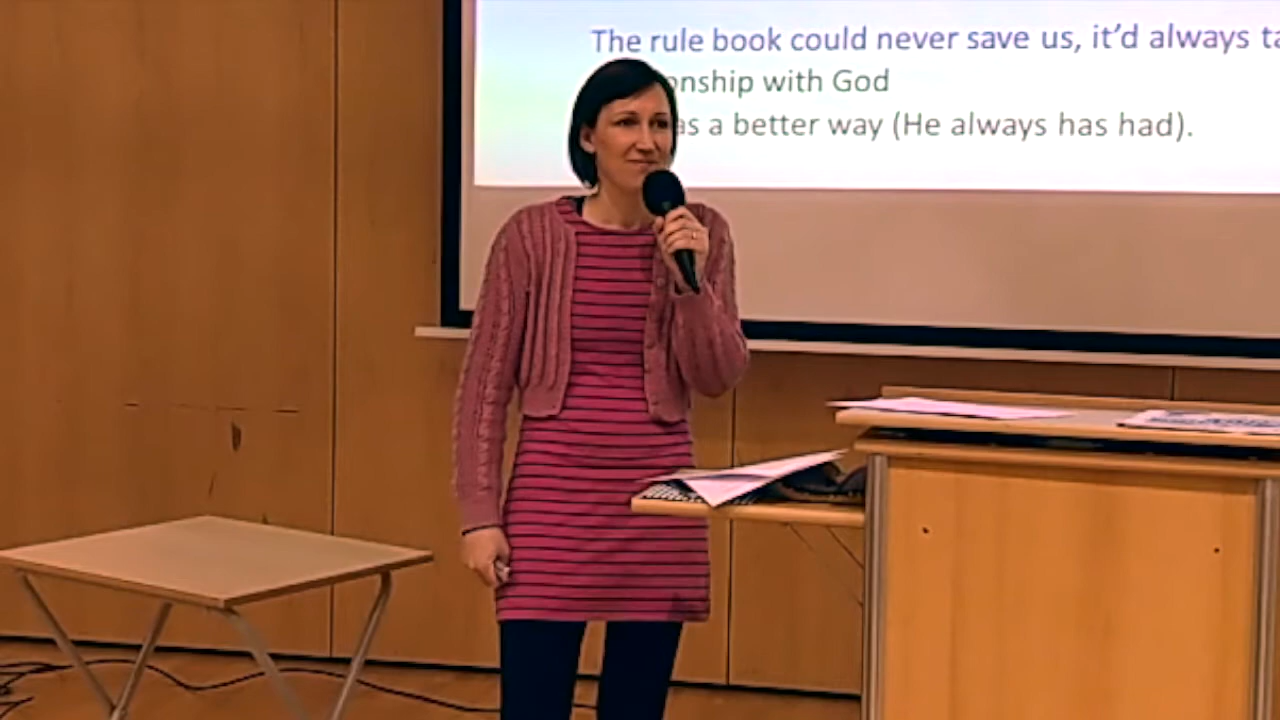 The rule book could never save us, it'd always ta
onship with God
as a better way (He always has had).